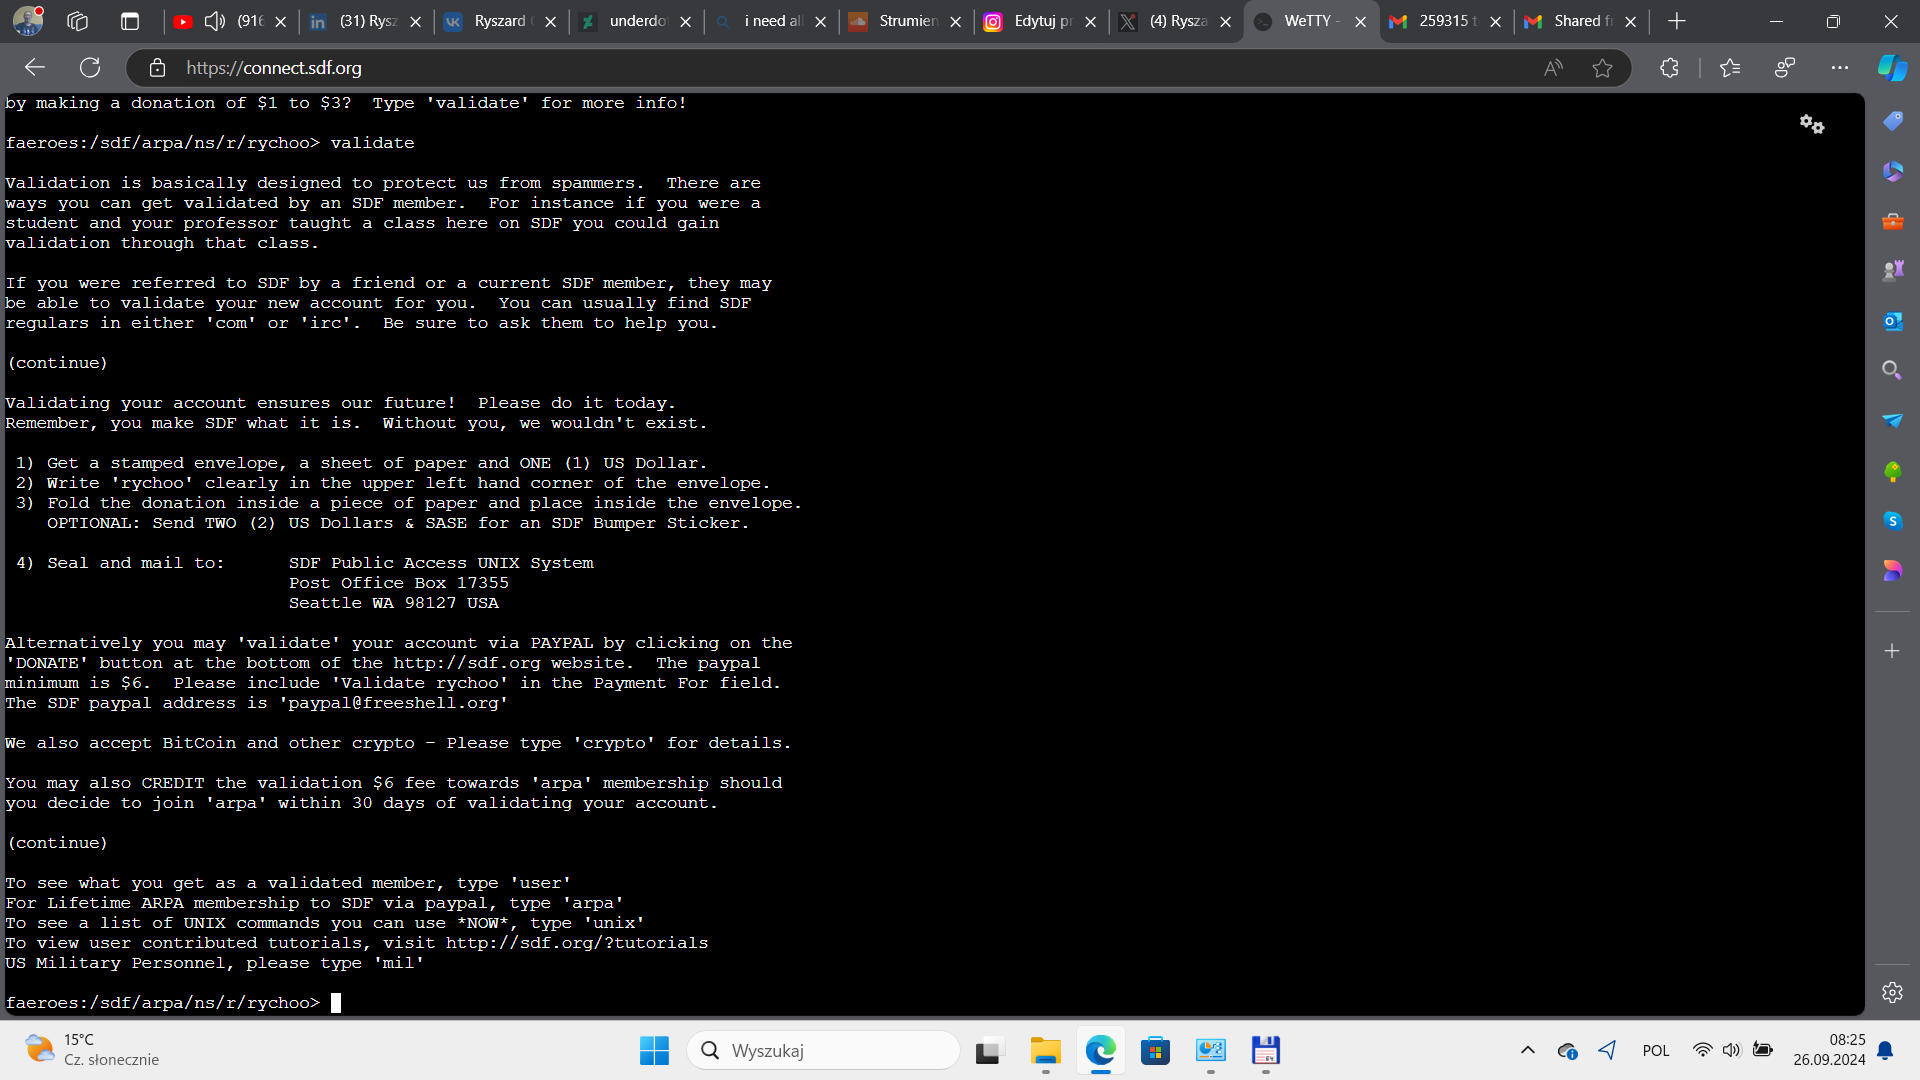 (916
(31) Rysz
Ryszard
underdo
i need all
Strumien
Edytuj pr
(4) Rysza
WeTTY -
259315 t
Shared f
https://connect.sdf.org
by making a donation of $1 to $3?  Type 'validate' for more info!
faeroes:/sdf/arpa/ns/r/rychoo> validate
Validation is basically designed to protect us from spammers.  There are
ways you can get validated by an SDF member.  For instance if you were a
student and your professor taught a class here on SDF you could gain
validation through that class.
If you were referred to SDF by a friend or a current SDF member, they may
be able to validate your new account for you.  You can usually find SDF
regulars in either 'com' or 'irc'.  Be sure to ask them to help you.
(continue)
Validating your account ensures our future!  Please do it today.
Remember, you make SDF what it is.  Without you, we wouldn't exist.
1) Get a stamped envelope, a sheet of paper and ONE (1) US Dollar.
2) Write 'rychoo' clearly in the upper left hand corner of the envelope.
3) Fold the donation inside a piece of paper and place inside the envelope.
OPTIONAL: Send TWO (2) US Dollars & SASE for an SDF Bumper Sticker.
4) Seal and mail to:      SDF Public Access UNIX System
Post Office Box 17355
Seattle WA 98127 USA
Alternatively you may 'validate' your account via PAYPAL by clicking on the
'DONATE' button at the bottom of the http://sdf.org website.  The paypal
minimum is $6.  Please include 'Validate rychoo' in the Payment For field.
The SDF paypal address is 'paypal@freeshell.org'
We also accept BitCoin and other crypto - Please type 'crypto' for details.
You may also CREDIT the validation $6 fee towards 'arpa' membership should
you decide to join 'arpa' within 30 days of validating your account.
(continue)
To see what you get as a validated member, type 'user'
For Lifetime ARPA membership to SDF via paypal, type 'arpa'
To see a list of UNIX commands you can use *NOW*, type 'unix'
To view user contributed tutorials, visit http://sdf.org/?tutorials
US Military Personnel, please type 'mil'
faeroes:/sdf/arpa/ns/r/rychoo>
15°C
Cz. słonecznie
Wyszukaj
POL
08:25
26.09.2024